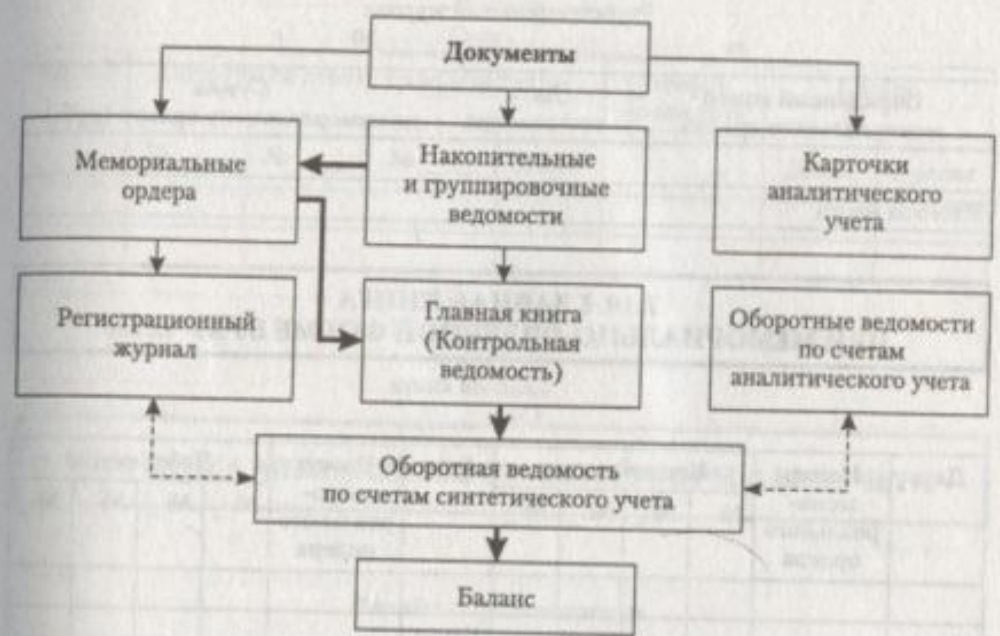 Документы
Мемориальные
ордера
Накопительные
и группировочные
ведомости
Карточки
аналитического
учета
Регистрационный
журнал
Главная книга
(Контрольная
ведомость)
Оборотные ведомости
по счетам
аналитического учета
Оборотная ведомость
по счетам синтетического учета
Баланс